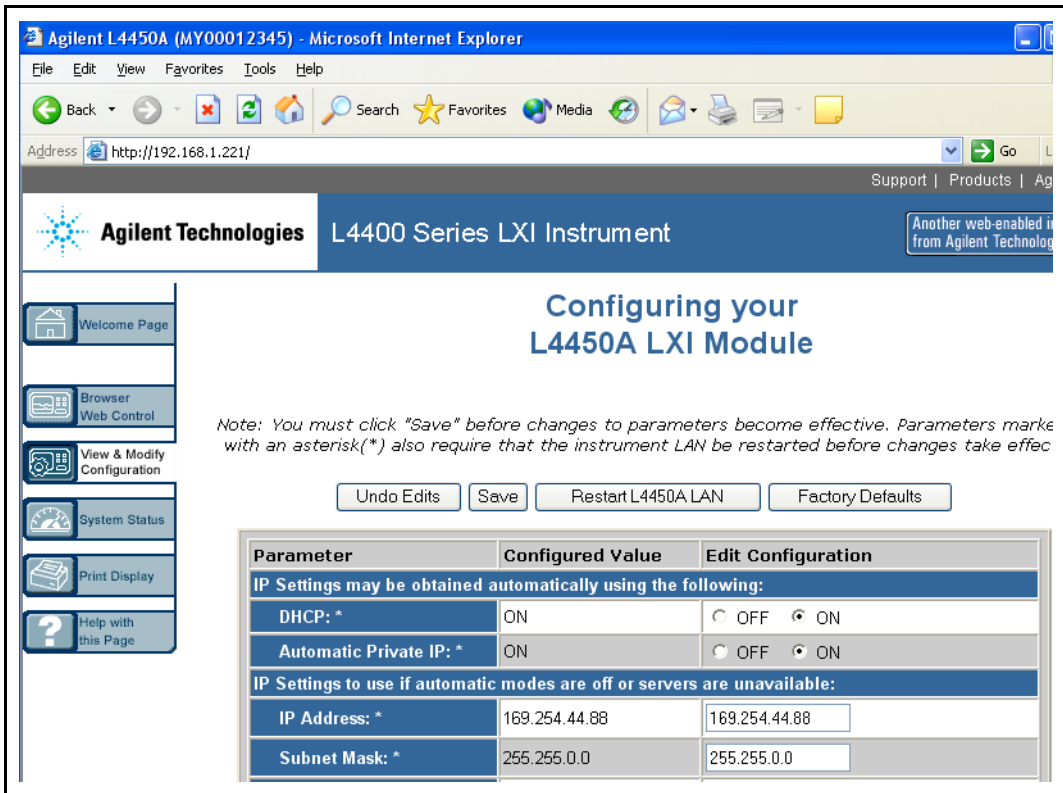 Agilent L4450A (MY00012345) - Microsoft Internet Explorer
File Edit View Favorites Tools Help
Back Search Favorites Media
Address http://192.168.1.221/ Go L
Support | Products | Ag
Agilent Technologies L4400 Series LXI Instrument
Another web-enabled i
from Agilent Technolog
Configuring your
L4450A LXI Module
Welcome Page
Browser
Web Control
View & Modify
Configuration
System Status
Print Display
Help with
this Page
Note: You must click "Save" before changes to parameters become effective. Parameters marke
with an asterisk(*) also require that the instrument LAN be restarted before changes take effec
Undo Edits Save Restart L4450A LAN Factory Defaults
Parameter Configured Value Edit Configuration
IP Settings may be obtained automatically using the following:
DHCP: * ON OFF ON
Automatic Private IP: * ON OFF ON
IP Settings to use if automatic modes are off or servers are unavailable:
IP Address: * 169.254.44.88 169.254.44.88
Subnet Mask: * 255.255.0.0 255.255.0.0